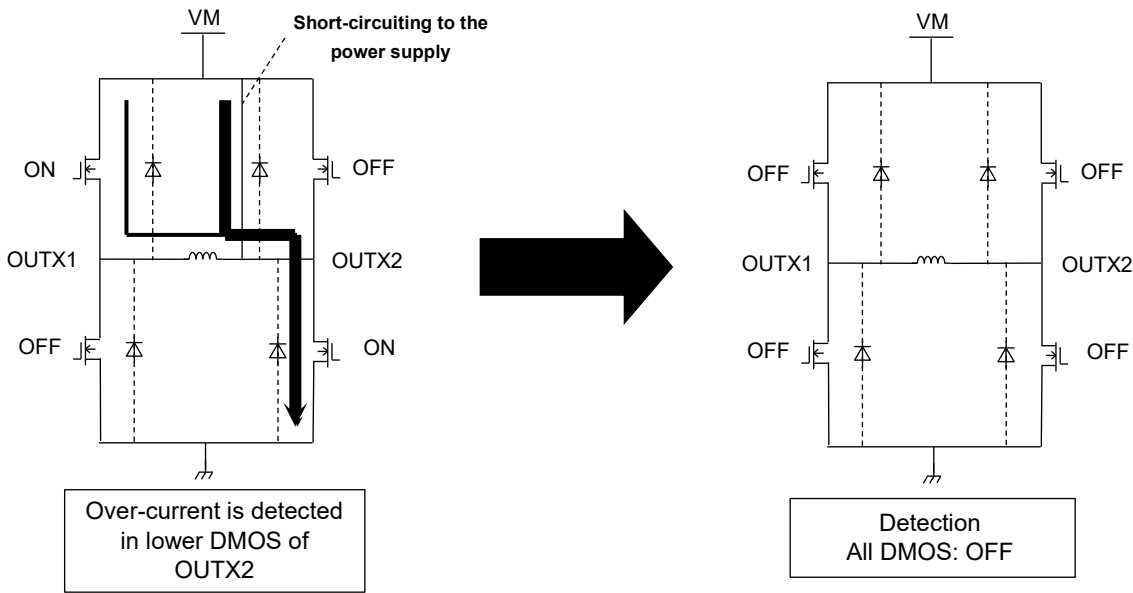 VM
Short-circuiting to the
power supply
ON
OFF
OUTX1
OUTX2
OFF
ON
Over-current is detected
in lower DMOS of
OUTX2
VM
OFF
OFF
OUTX1
OUTX2
OFF
OFF
Detection
All DMOS: OFF